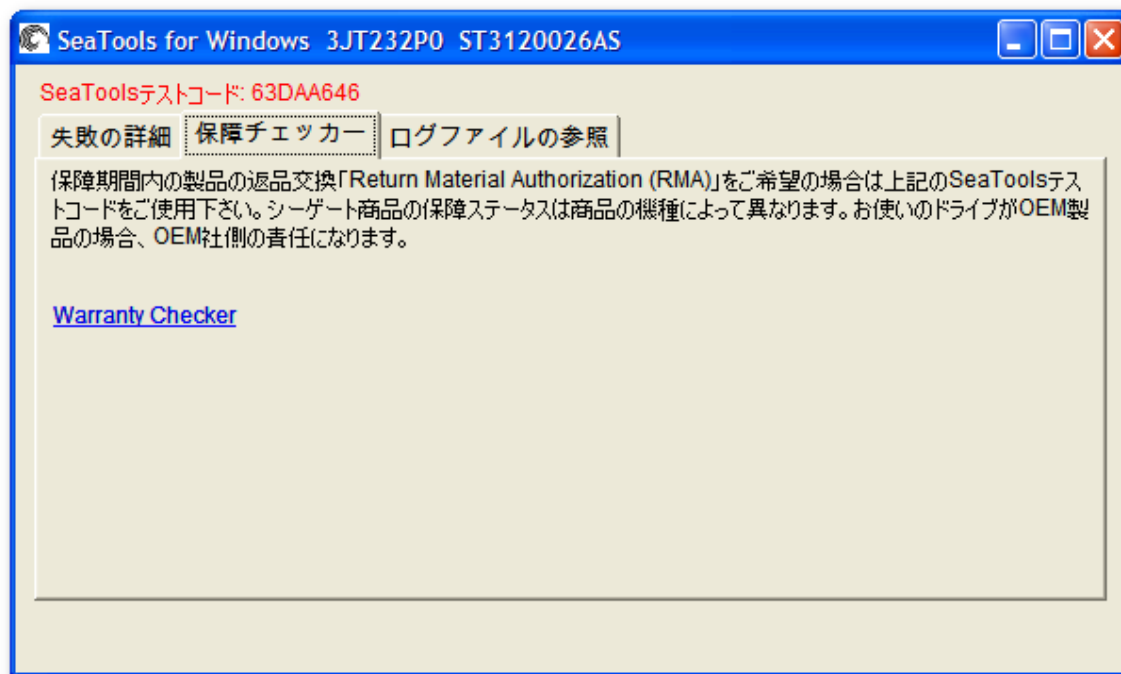 SeaTools for Windows 3JT232P0 ST3120026AS
SeaToolsテストコード: 63DAA646
失敗の詳細 保障チェッカー ログファイルの参照
保障期間内の製品の返品交換「Return Material Authorization (RMA)」をご希望の場合は上記のSeaToolsテス
トコードをご使用下さい。シーゲート商品の保障ステータスは商品の機種によって異なります。お使いのドライブがOEM製
品の場合、OEM社側の責任になります。
Warranty Checker